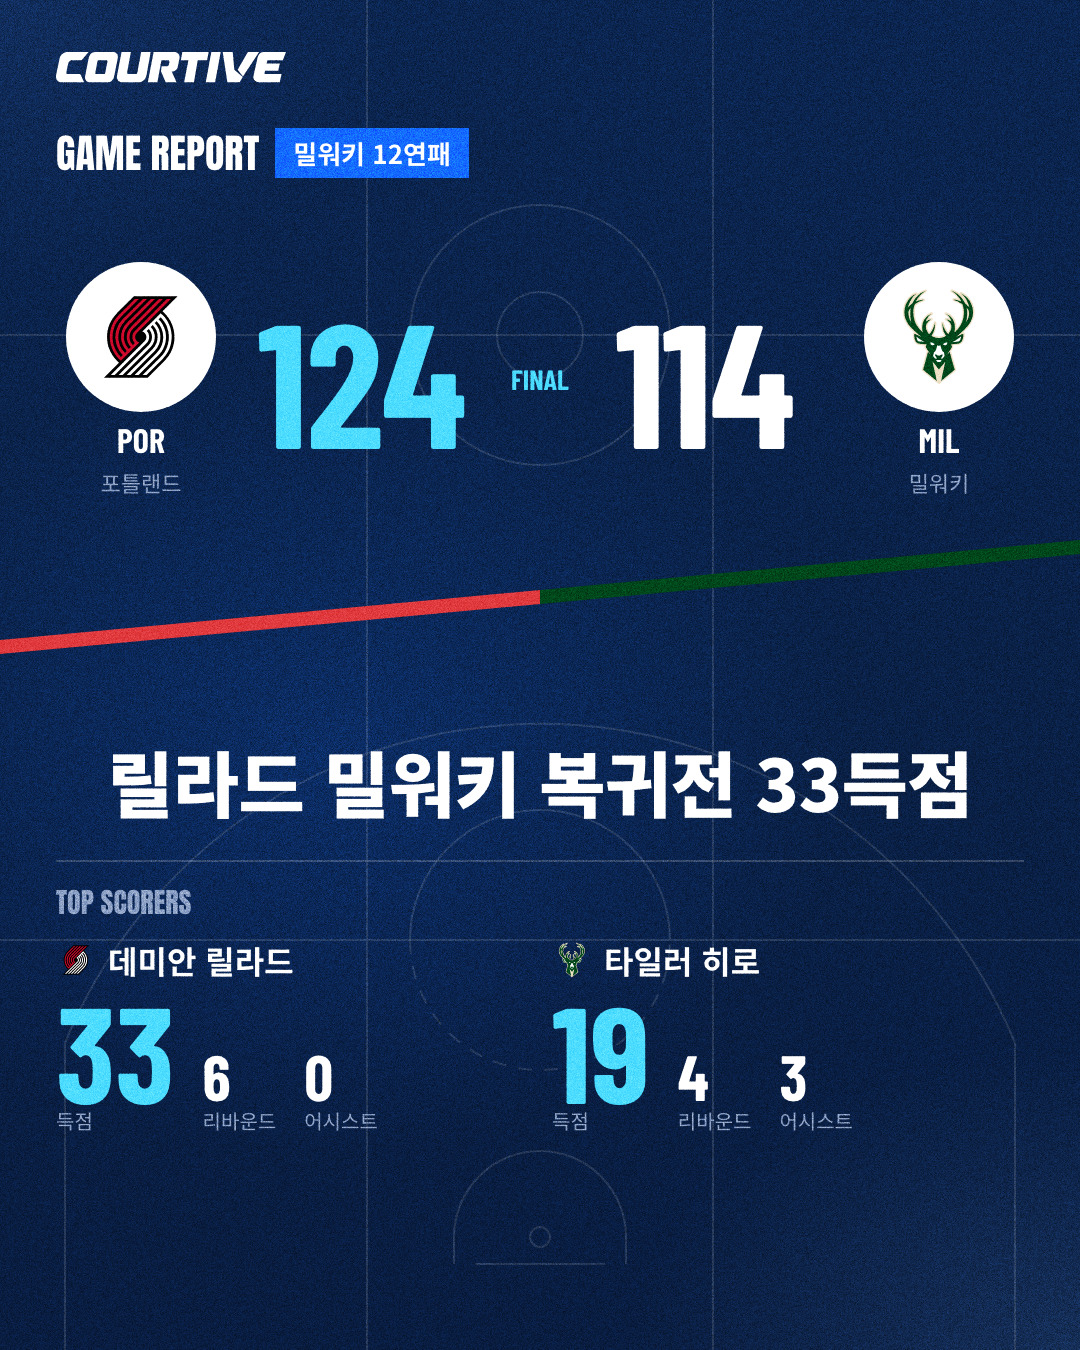 COURTIVE
GAME REPORT 밀워키 12연패
124 FINAL 114
POR MIL
포틀랜드 밀워키
릴라드 밀워키 복귀전 33득점
TOP SCORERS
데미안 릴라드 타일러 히로
33 6 0 19 4 3
득점 리바운드 어시스트 득점 리바운드 어시스트